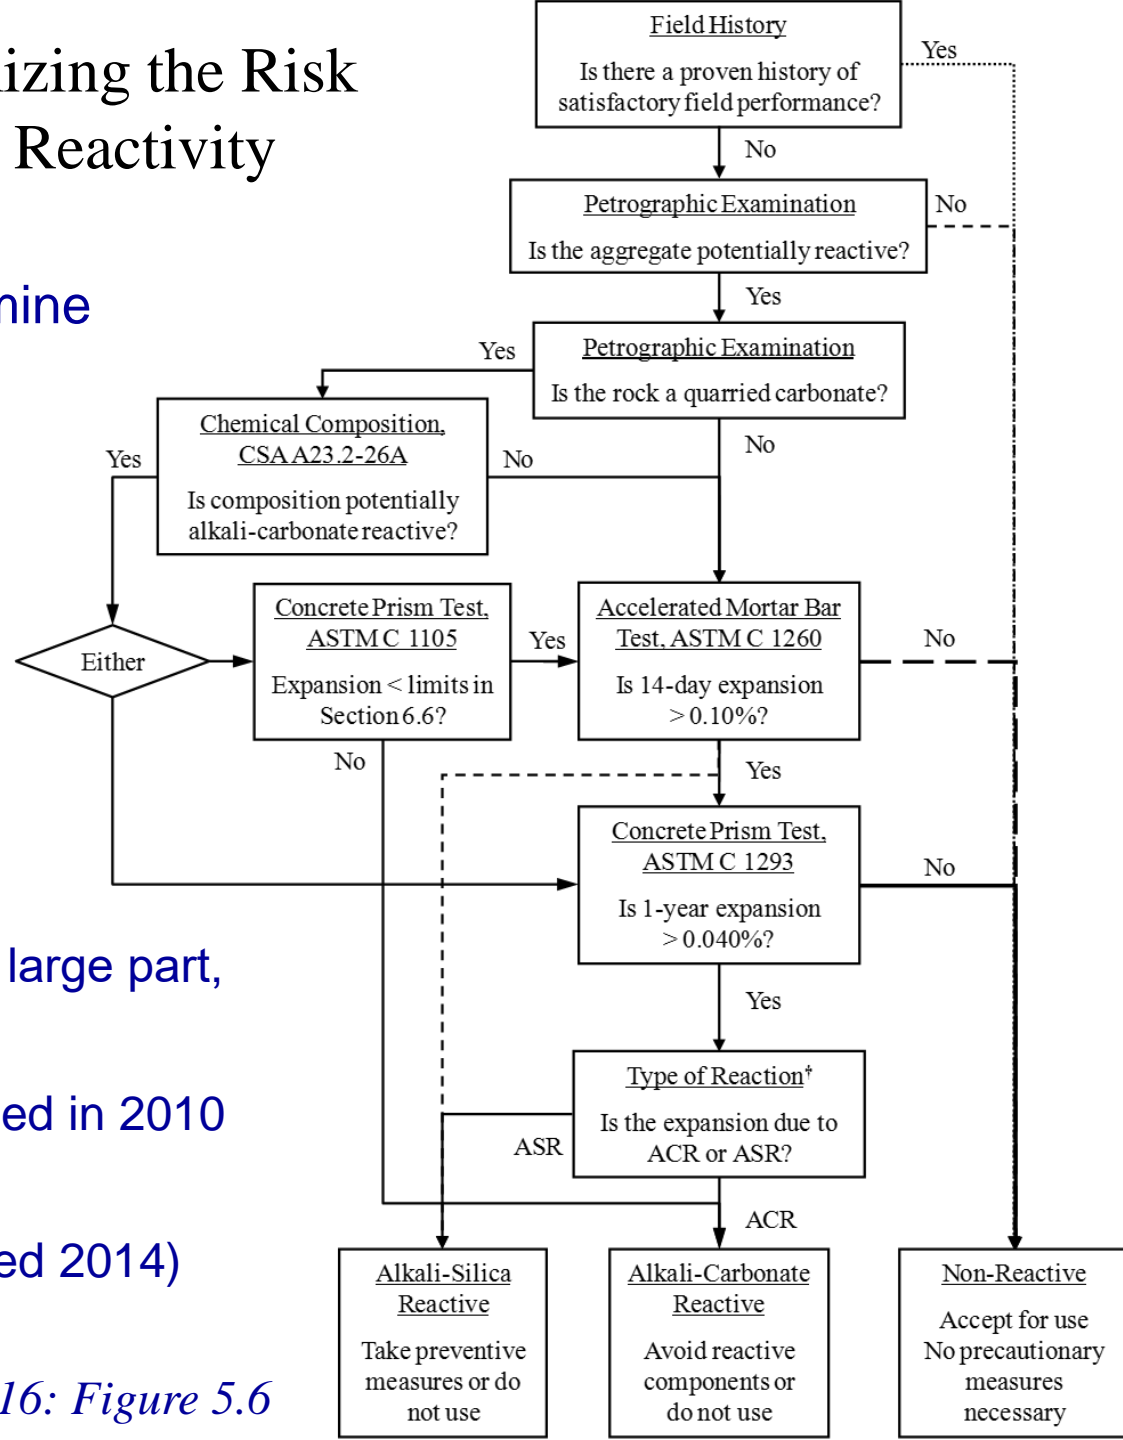 izing the Risk
Reactivity
mine
large part,
ed in 2010
ed 2014)
16: Figure 5.6
Field History
Is there a proven history of
satisfactory field performance?
Yes
No
Petrographic Examination
Is the aggregate potentially reactive?
No
Yes
Petrographic Examination
Is the rock a quarried carbonate?
Yes
No
Chemical Composition,
CSA A23.2-26A
Is composition potentially
alkali-carbonate reactive?
Yes
No
Either
Concrete Prism Test,
ASTM C 1105
Expansion < limits in
Section 6.6?
Yes
No
Accelerated Mortar Bar
Test, ASTM C 1260
Is 14-day expansion
> 0.10%?
No
Yes
Concrete Prism Test,
ASTM C 1293
Is 1-year expansion
> 0.040%?
No
Yes
Type of Reaction†
Is the expansion due to
ACR or ASR?
ASR
ACR
Alkali-Silica
Reactive
Take preventive
measures or do
not use
Alkali-Carbonate
Reactive
Avoid reactive
components or
do not use
Non-Reactive
Accept for use
No precautionary
measures
necessary